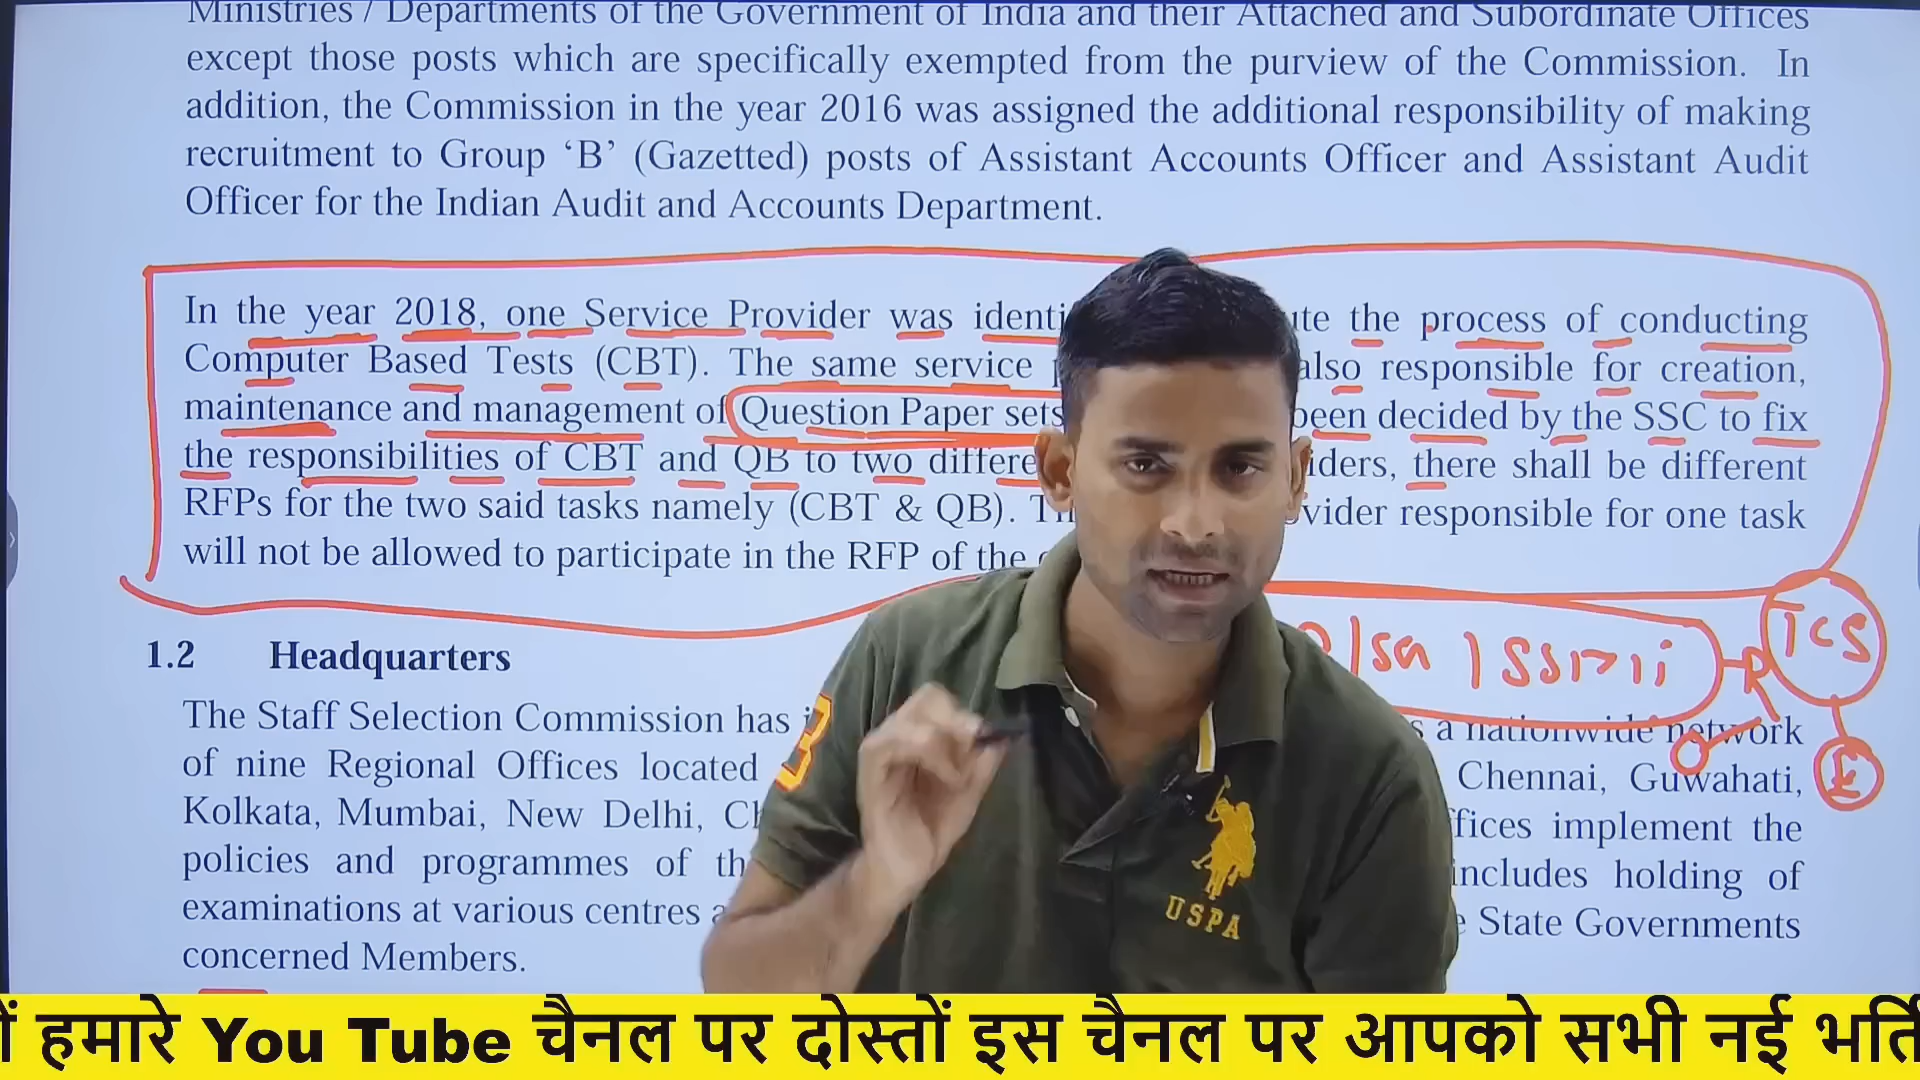 Ministries / Departments of the Government of India and their Attached and Subordinate Offices
except those posts which are specifically exempted from the purview of the Commission. In
addition, the Commission in the year 2016 was assigned the additional responsibility of making
recruitment to Group ‘B’ (Gazetted) posts of Assistant Accounts Officer and Assistant Audit
Officer for the Indian Audit and Accounts Department.
In the year 2018, one Service Provider was the process of conducting
Computer Based Tests (CBT). The same service also responsible for creation,
maintenance and management of Question Paper sets been decided by the SSC to fix
the responsibilities of CBT and QB to two there shall be different
RFPs for the two said tasks namely (CBT & QB). responsible for one task
will not be allowed to participate in the RFP of the
TCS
1.2 Headquarters
The Staff Selection Commission has a nationwide network
of nine Regional Offices located Chennai, Guwahati,
Kolkata, Mumbai, New Delhi, implement the
policies and programmes of includes holding of
examinations at various centres State Governments
concerned Members.
3
USPA
हमारे You Tube चैनल पर दोस्तों इस चैनल पर आपको सभी नई